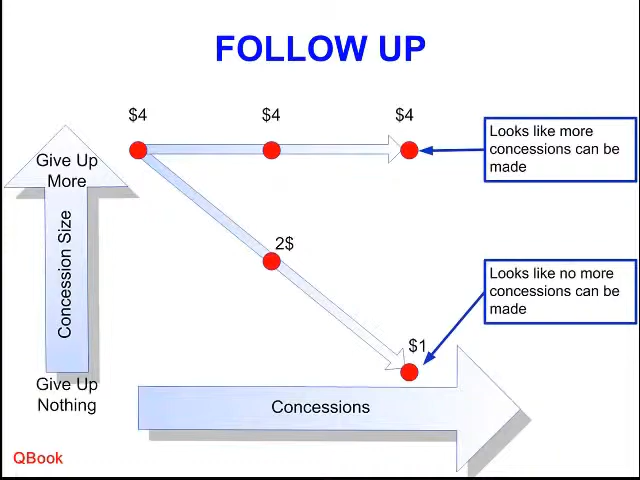 FOLLOW UP
$4
$4
$4
Looks like more
concessions can be
made
Give Up
More
Concession Size
2$
Looks like no more
concessions can be
made
$1
Give Up
Nothing
Concessions
QBook